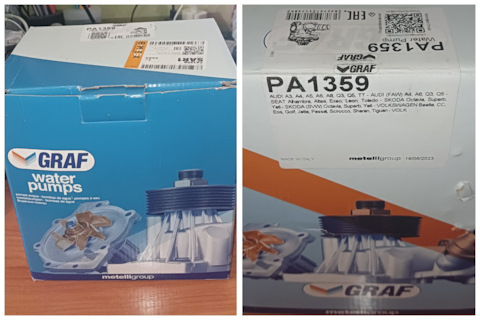 PA1359
GRAF
water
pumps
metelligroup
EAC
Water Pump
PA1359
GRAF
PA1359
AUDI A3, A4, A5, A6, A8, Q3, Q5, TT - AUDI (FAW) A4, A6, Q3, Q5 -
SEAT Alhambra, Altea, Exeo, Leon, Toledo - SKODA Octavia, Superb,
Yeti - SKODA (SVW) Octavia, Superb, Yeti - VOLKSWAGEN Beetle, CC,
Eos, Golf, Jetta, Passat, Scirocco, Sharan, Tiguan - VOLK
MADE IN ITALY
metelligroup
GRAF